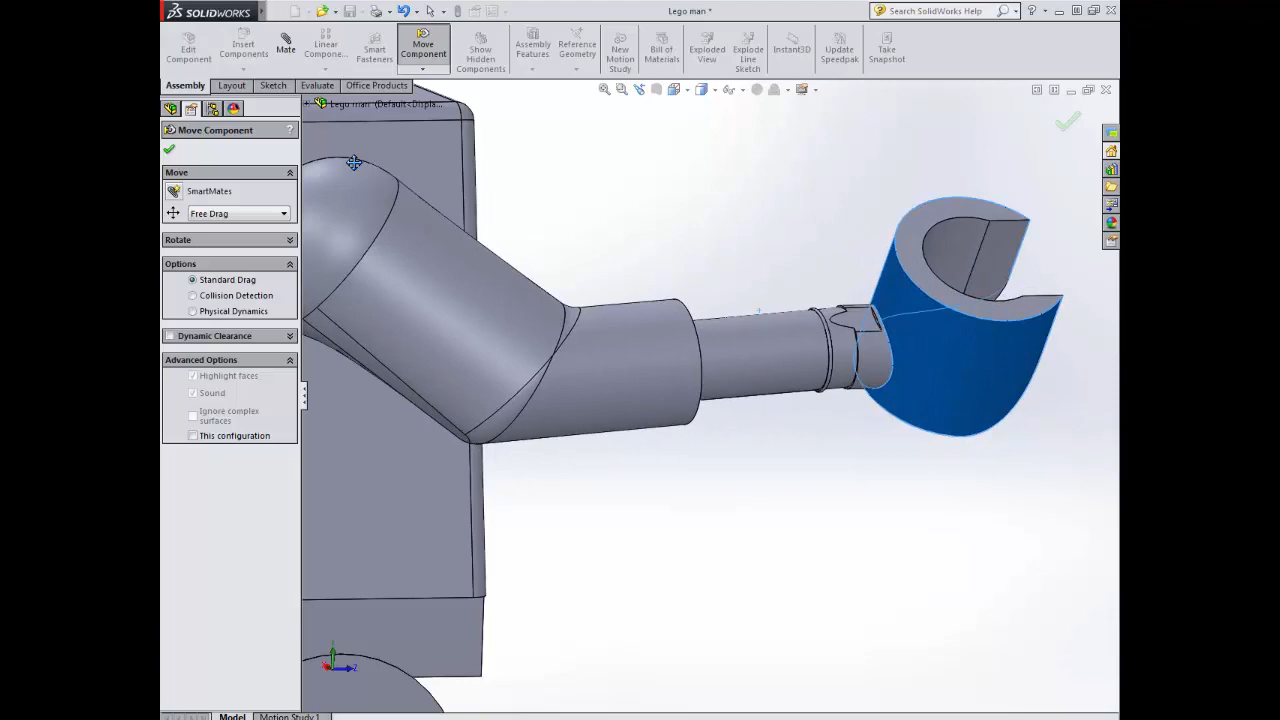 SOLIDWORKS
Lego man *
Search SolidWorks Help
Edit Component
Insert Components
Mate
Linear Compone...
Smart Fasteners
Move Component
Show Hidden Components
Assembly Features
Reference Geometry
New Motion Study
Bill of Materials
Exploded View
Explode Line Sketch
Instant3D
Update Speedpak
Take Snapshot
Assembly Layout Sketch Evaluate Office Products
Lego man (Default<Displa...
Move Component ?
Move
SmartMates
Free Drag
Rotate
Options
Standard Drag
Collision Detection
Physical Dynamics
Dynamic Clearance
Advanced Options
Highlight faces
Sound
Ignore complex
surfaces
This configuration
Z
Model Motion Study 1